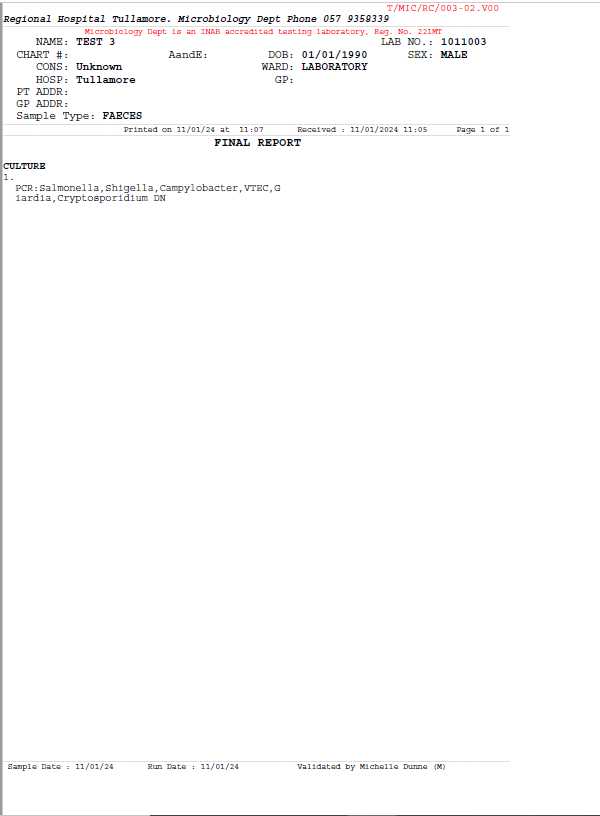 T/MIC/RC/003-02.V00
Regional Hospital Tullamore. Microbiology Dept Phone 057 9358339
Microbiology Dept is an INAB accredited testing laboratory, Reg. No. 221MT
NAME: TEST 3 LAB NO.: 1011003
CHART #: AandE: DOB: 01/01/1990 SEX: MALE
CONS: Unknown WARD: LABORATORY
HOSP: Tullamore GP:
PT ADDR:
GP ADDR:
Sample Type: FAECES
Printed on 11/01/24 at 11:07 Received : 11/01/2024 11:05 Page 1 of 1
FINAL REPORT
CULTURE
1.
PCR:Salmonella,Shigella,Campylobacter,VTEC,G
iardia,Cryptosporidium DN
Sample Date : 11/01/24 Run Date : 11/01/24 Validated by Michelle Dunne (M)